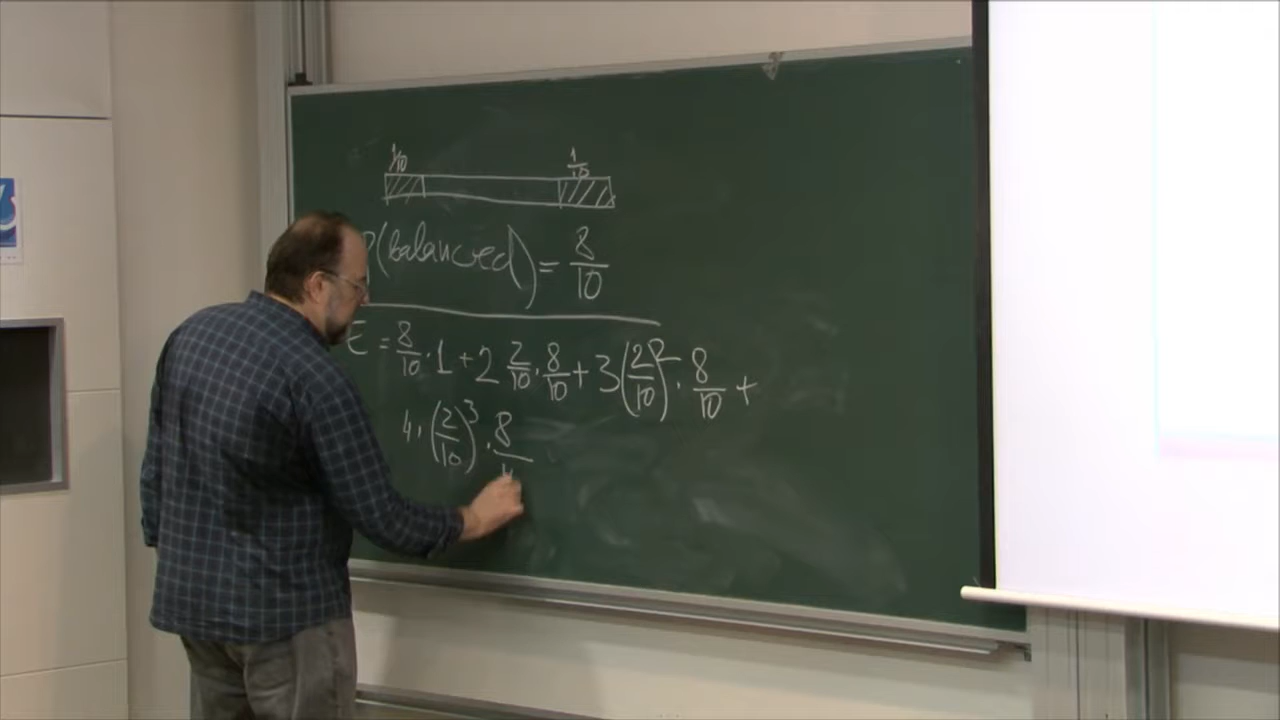 1/10 1/10
P(balanced) = 8/10
E = 8/10 · 1 + 2 2/10 · 8/10 + 3 (2/10)² · 8/10 +
4 · (2/10)³ · 8/